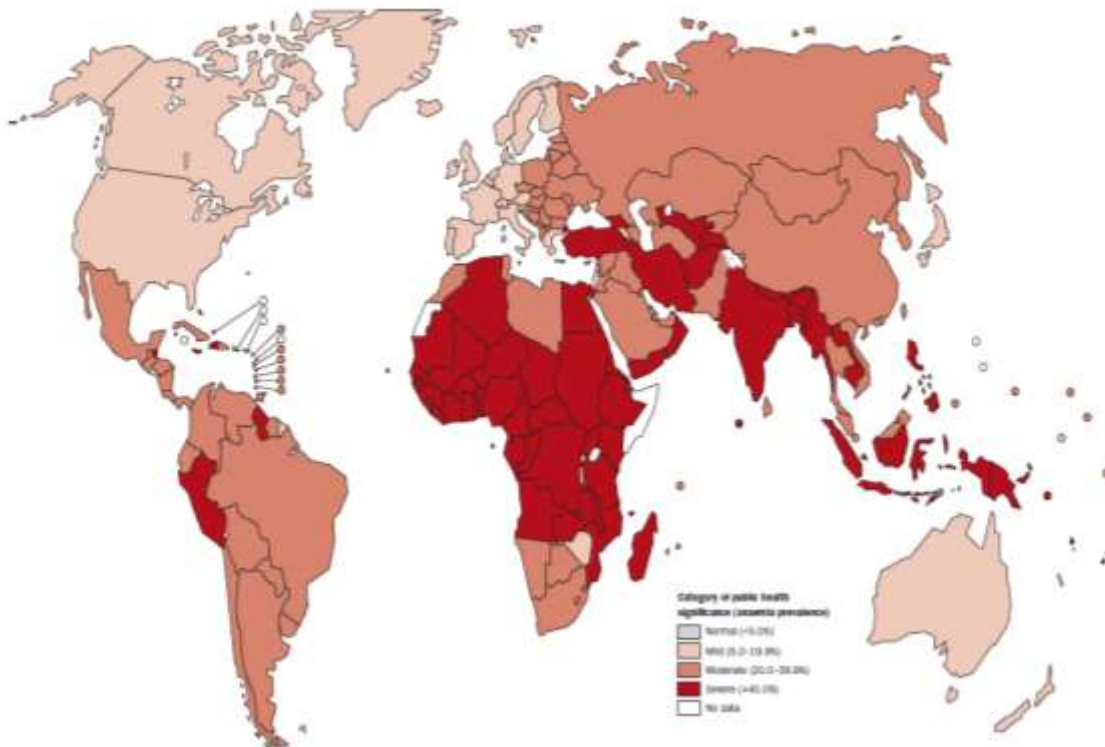 Category of public health
significance (anaemia prevalence)
Normal (<5.0%)
Mild (5.0–19.9%)
Moderate (20.0–39.9%)
Severe (≥40.0%)
No data